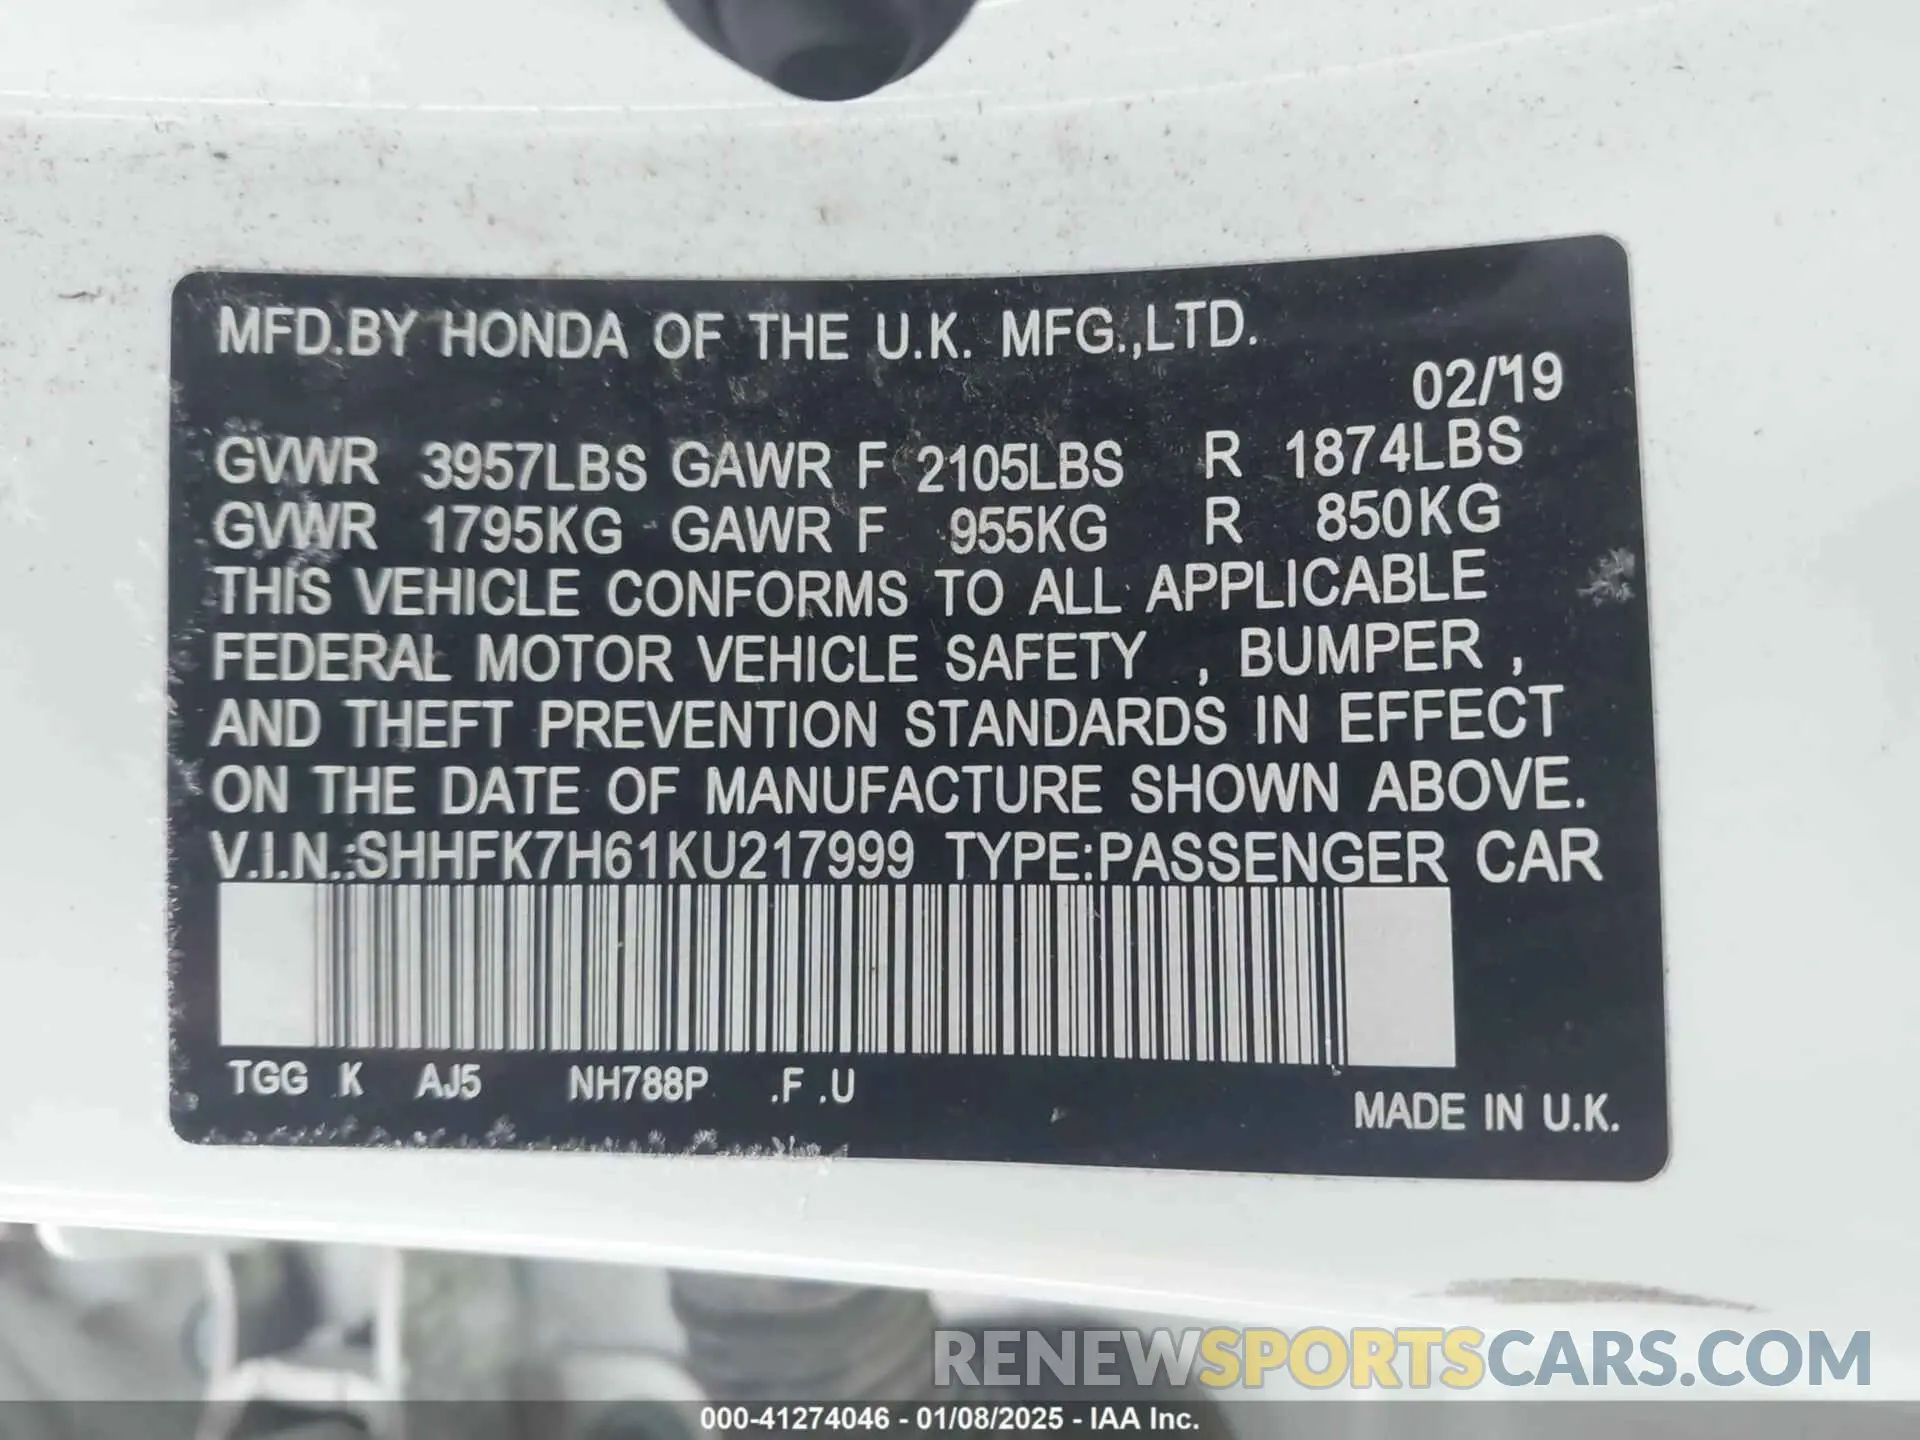 MFD.BY HONDA OF THE U.K. MFG.,LTD.
02/'19
GVWR 3957LBS GAWR F 2105LBS R 1874LBS
GVWR 1795KG GAWR F 955KG R 850KG
THIS VEHICLE CONFORMS TO ALL APPLICABLE
FEDERAL MOTOR VEHICLE SAFETY , BUMPER ,
AND THEFT PREVENTION STANDARDS IN EFFECT
ON THE DATE OF MANUFACTURE SHOWN ABOVE.
V.I.N.:SHHFK7H61KU217999 TYPE:PASSENGER CAR
TGG K AJ5 NH788P .F .U
MADE IN U.K.
RENEWSPORTSCARS.COM
000-41274046 - 01/08/2025 - IAA Inc.